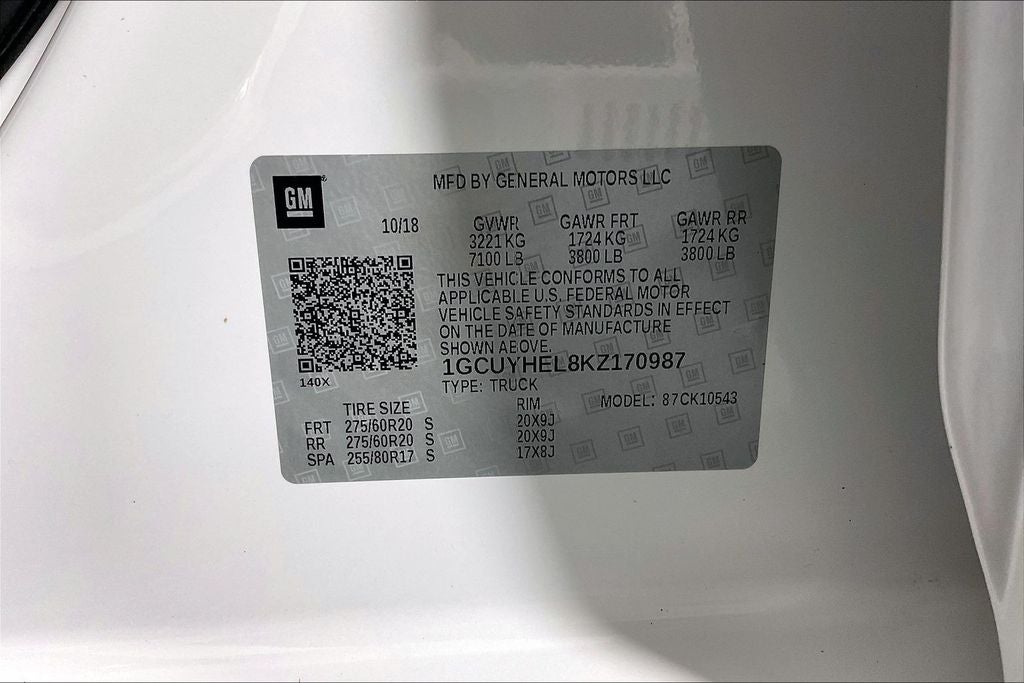 GM
MFD BY GENERAL MOTORS LLC
10/18 GVWR GAWR FRT GAWR RR
3221 KG 1724 KG 1724 KG
7100 LB 3800 LB 3800 LB
THIS VEHICLE CONFORMS TO ALL
APPLICABLE U.S. FEDERAL MOTOR
VEHICLE SAFETY STANDARDS IN EFFECT
ON THE DATE OF MANUFACTURE
SHOWN ABOVE.
1GCUYHEL8KZ170987
140X
TYPE: TRUCK
TIRE SIZE RIM MODEL: 87CK10543
FRT 275/60R20 S 20X9J
RR 275/60R20 S 20X9J
SPA 255/80R17 S 17X8J